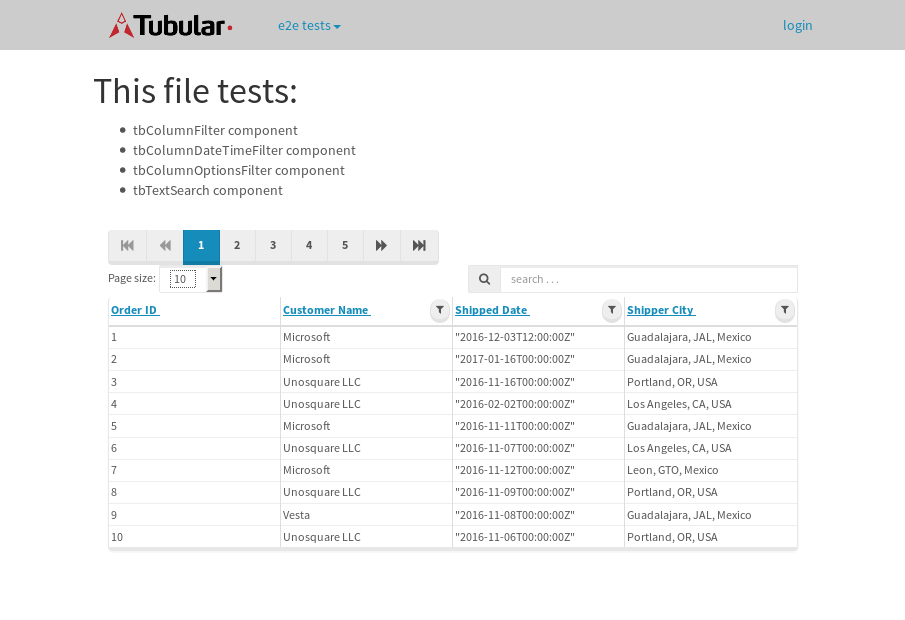 Tubular e2e tests login
This file tests:
tbColumnFilter component
tbColumnDateTimeFilter component
tbColumnOptionsFilter component
tbTextSearch component
1 2 3 4 5
Page size: 10 search . . .
Order ID Customer Name Shipped Date Shipper City
1 Microsoft "2016-12-03T12:00:00Z" Guadalajara, JAL, Mexico
2 Microsoft "2017-01-16T00:00:00Z" Guadalajara, JAL, Mexico
3 Unosquare LLC "2016-11-16T00:00:00Z" Portland, OR, USA
4 Unosquare LLC "2016-02-02T00:00:00Z" Los Angeles, CA, USA
5 Microsoft "2016-11-11T00:00:00Z" Guadalajara, JAL, Mexico
6 Unosquare LLC "2016-11-07T00:00:00Z" Los Angeles, CA, USA
7 Microsoft "2016-11-12T00:00:00Z" Leon, GTO, Mexico
8 Unosquare LLC "2016-11-09T00:00:00Z" Portland, OR, USA
9 Vesta "2016-11-08T00:00:00Z" Guadalajara, JAL, Mexico
10 Unosquare LLC "2016-11-06T00:00:00Z" Portland, OR, USA